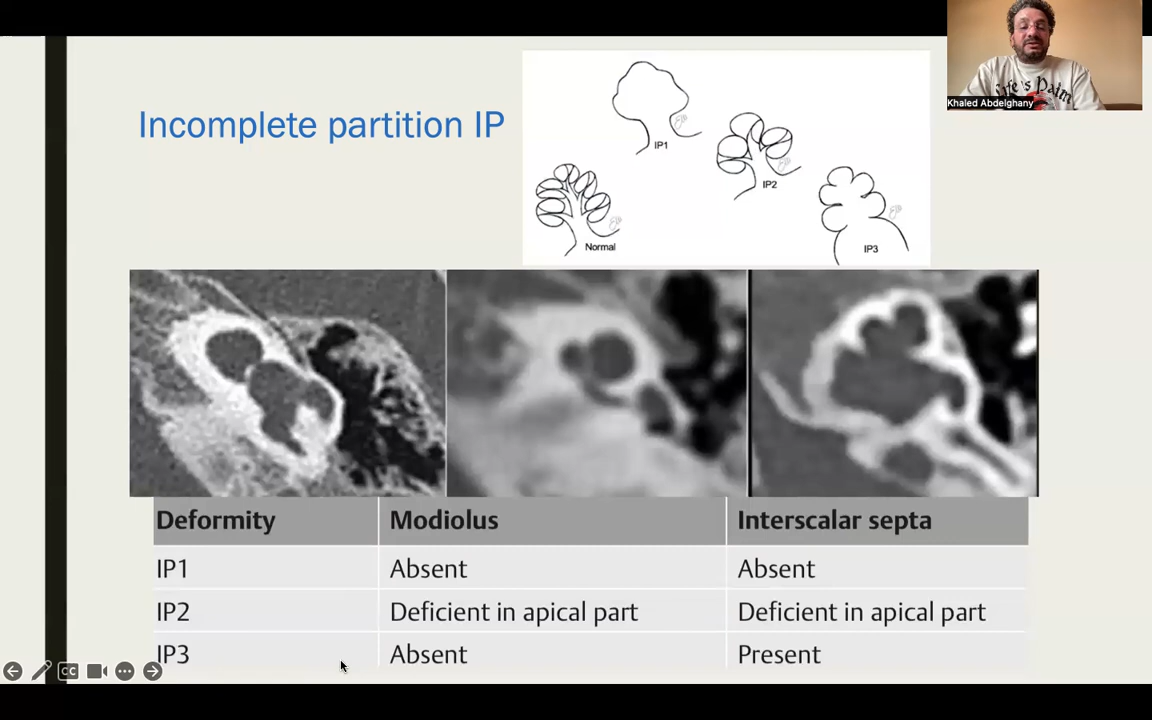 Khaled Abdelghany
Incomplete partition IP
IP1
IP2
Normal
IP3
Deformity Modiolus Interscalar septa
IP1 Absent Absent
IP2 Deficient in apical part Deficient in apical part
IP3 Absent Present
CC